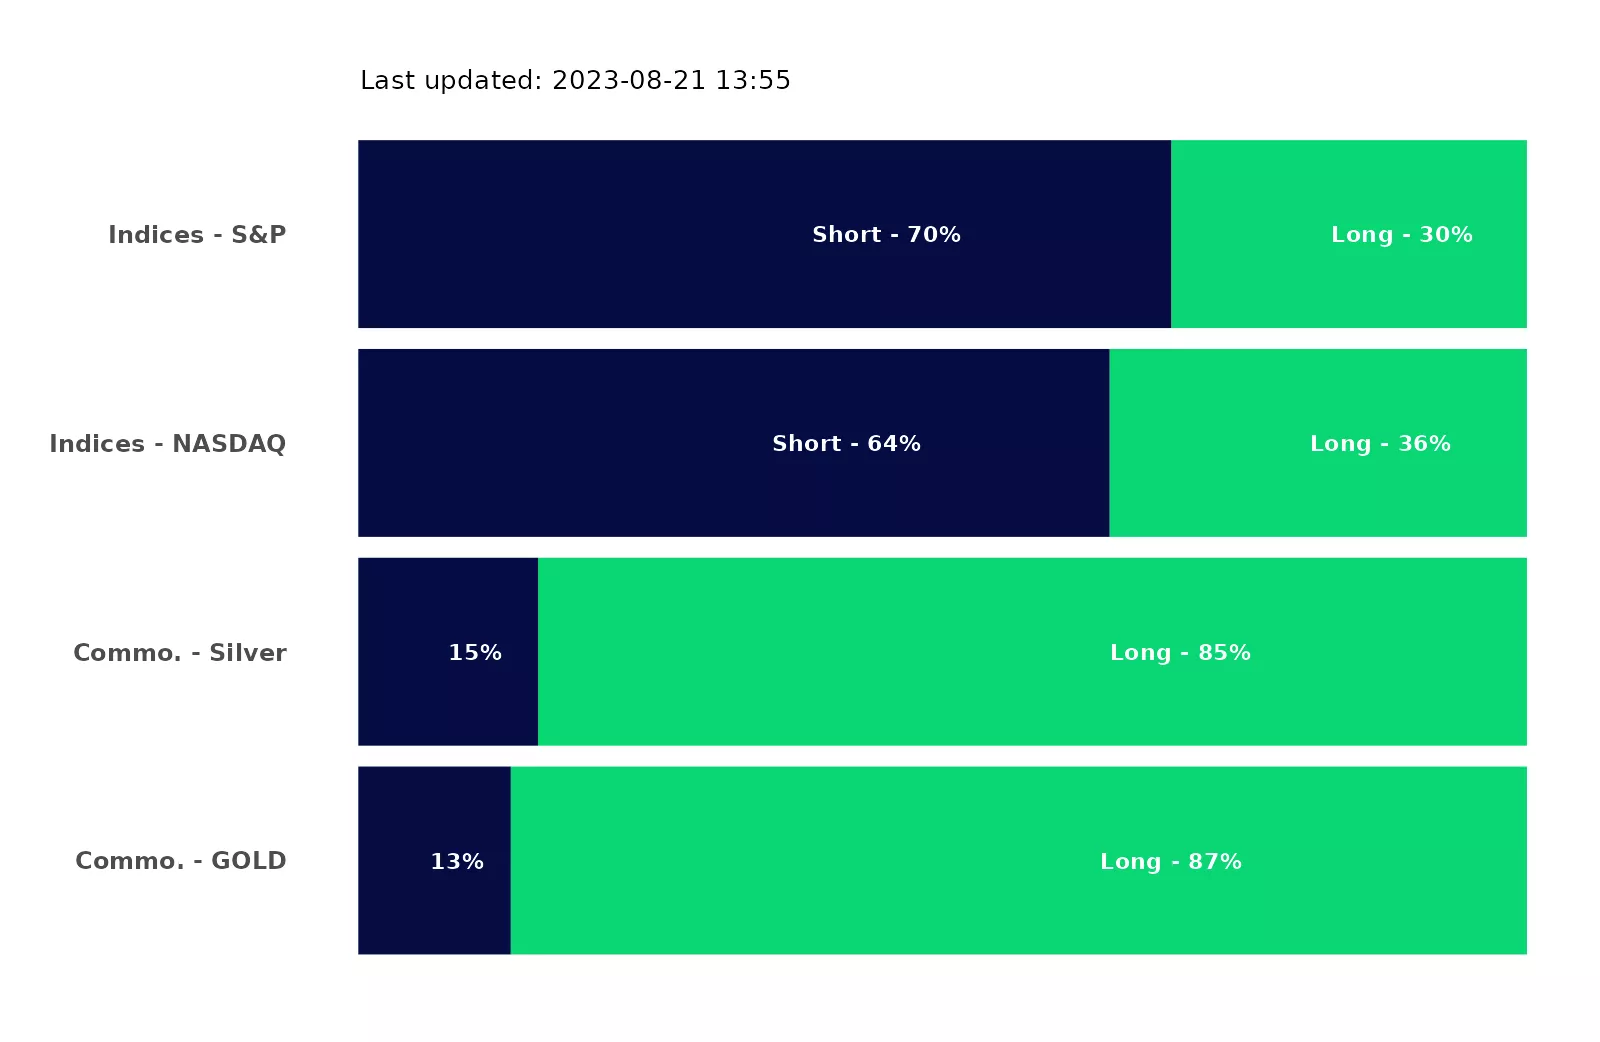 Last updated: 2023-08-21 13:55
Indices - S&P Short - 70% Long - 30%
Indices - NASDAQ Short - 64% Long - 36%
Commo. - Silver 15% Long - 85%
Commo. - GOLD 13% Long - 87%